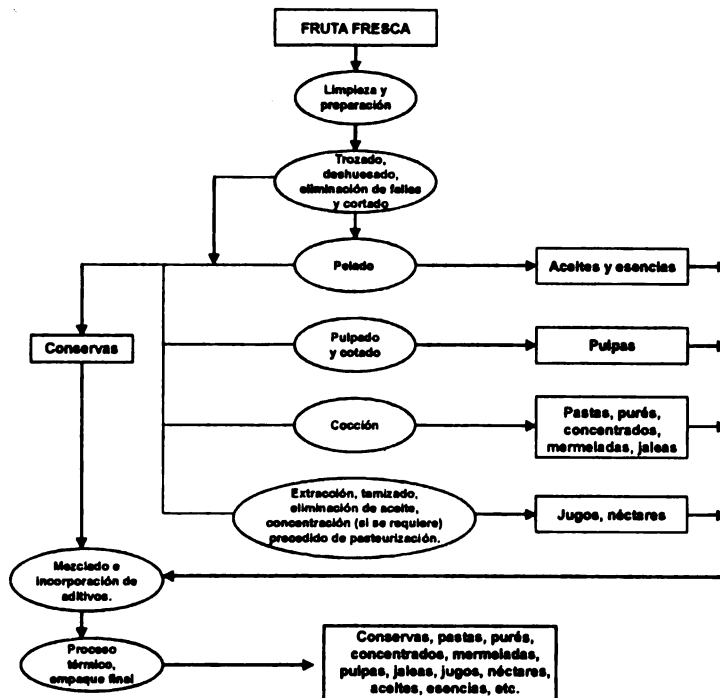 FRUTA FRESCA
Limpieza y
preparación
Trozado,
deshuesado,
eliminación de fallas
y cortado
Pelado
Aceites y esencias
Conservas
Pulpado
y cotado
Pulpas
Cocción
Pastas, purés,
concentrados,
mermeladas, jaleas
Extracción, tamizado,
eliminación de aceite,
concentración (si se requiere)
precedido de pasteurización.
Jugos, néctares
Mezclado e
incorporación de
aditivos.
Proceso
térmico,
empaque final
Conservas, pastas, purés,
concentrados, mermeladas,
pulpas, jaleas, jugos, néctares,
aceites, esencias, etc.